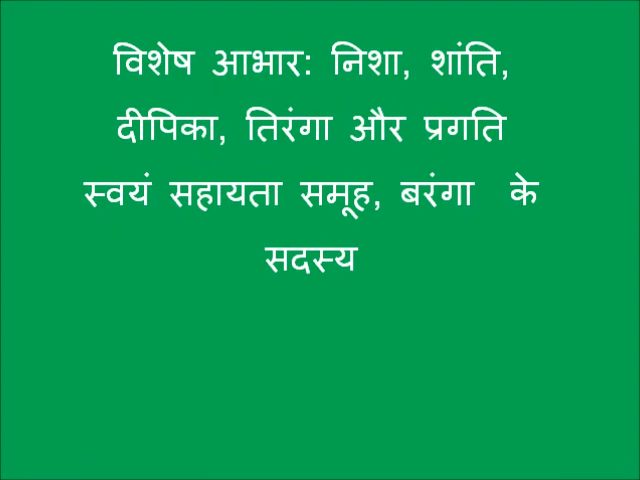 विशेष आभार: निशा, शांति,
दीपिका, तिरंगा और प्रगति
स्वयं सहायता समूह, बरंगा के
सदस्य